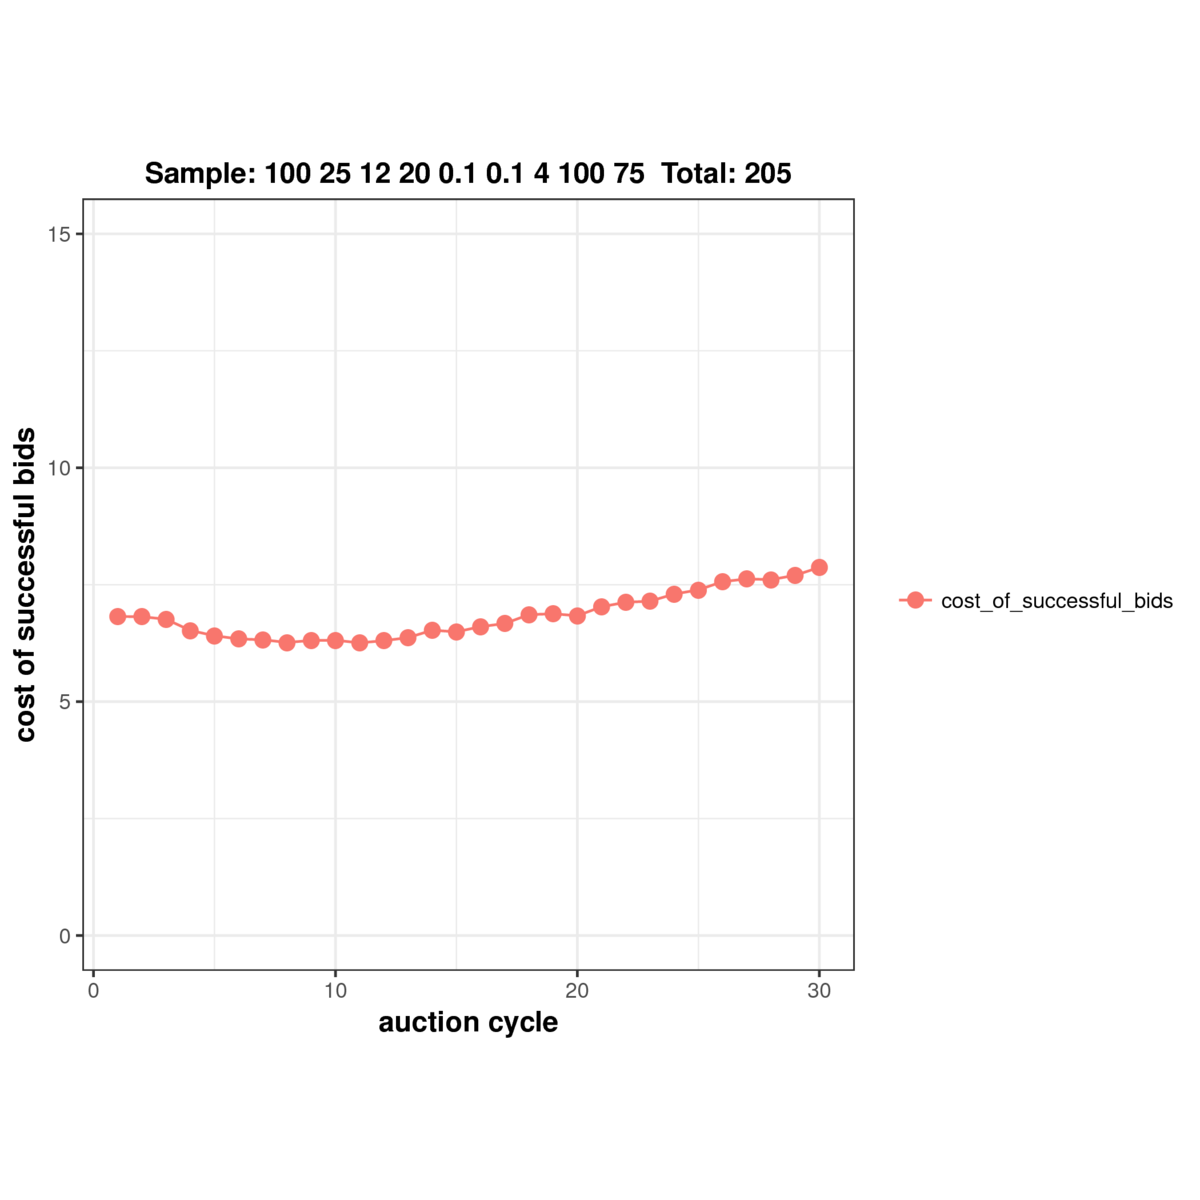 Sample: 100 25 12 20 0.1 0.1 4 100 75  Total: 205
15
10
5
0
cost of successful bids
0 10 20 30
auction cycle
cost_of_successful_bids